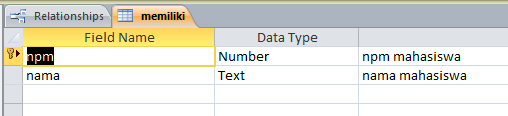 Relationships memiliki
Field Name Data Type
npm Number npm mahasiswa
nama Text nama mahasiswa